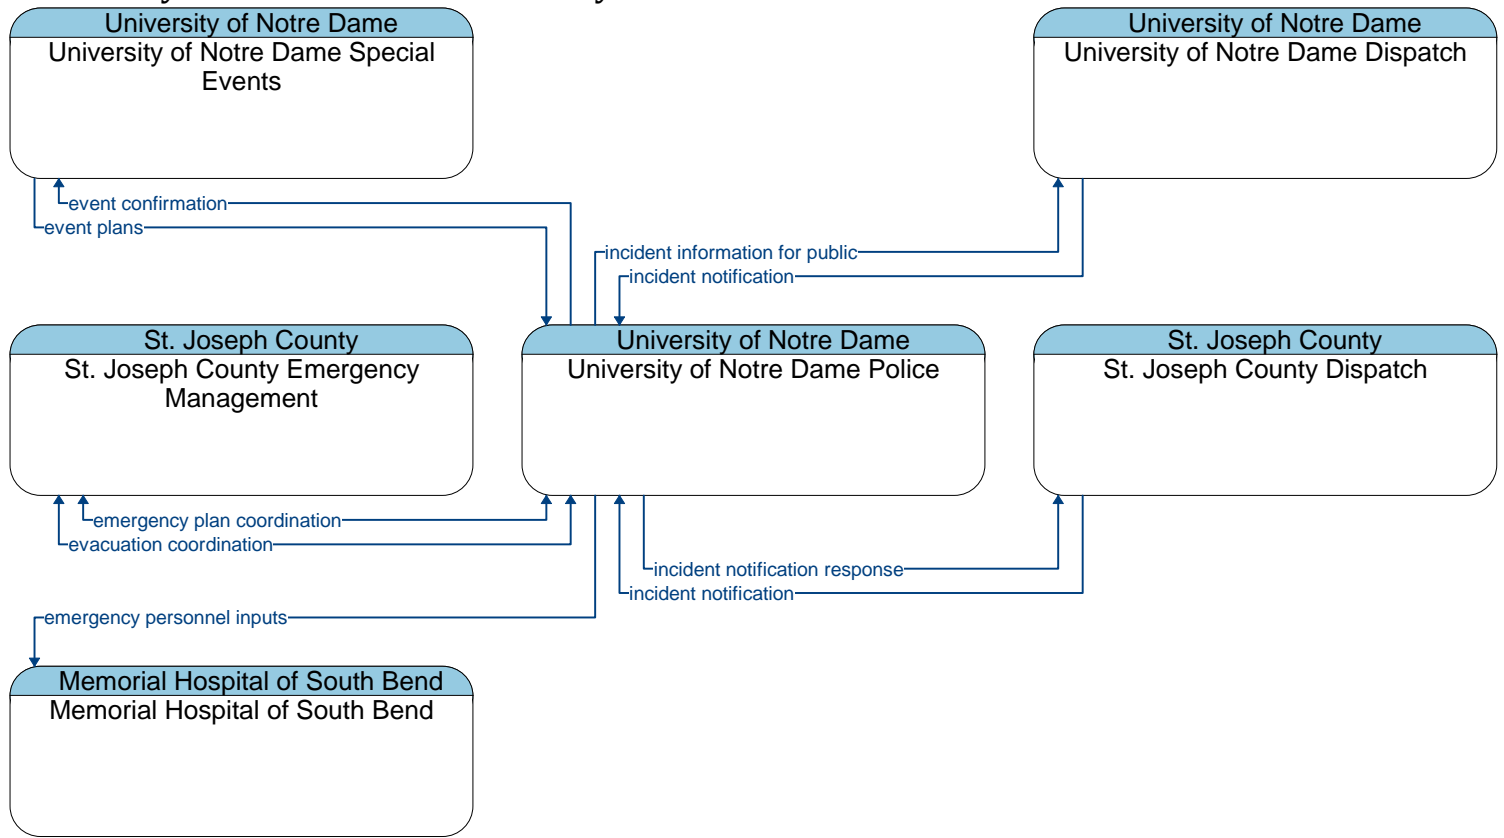 University of Notre Dame
University of Notre Dame Special
Events
University of Notre Dame
University of Notre Dame Dispatch
event confirmation
event plans
incident information for public
incident notification
St. Joseph County
St. Joseph County Emergency
Management
University of Notre Dame
University of Notre Dame Police
St. Joseph County
St. Joseph County Dispatch
emergency plan coordination
evacuation coordination
incident notification response
incident notification
emergency personnel inputs
Memorial Hospital of South Bend
Memorial Hospital of South Bend